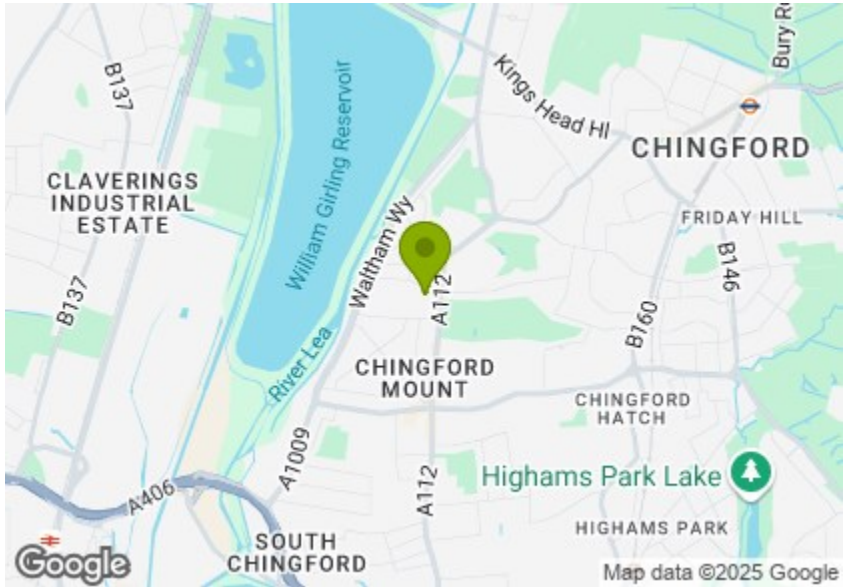 Bury Ro
B137
Kings Head Hl
William Girling Reservoir
CHINGFORD
CLAVERINGS
INDUSTRIAL
ESTATE
Waltham Wy
FRIDAY HILL
B146
B137
A112
B160
River Lea
CHINGFORD
MOUNT
CHINGFORD
HATCH
A1009
A406
A112
Highams Park Lake
HIGHAMS PARK
SOUTH
CHINGFORD
Google
Map data ©2025 Google